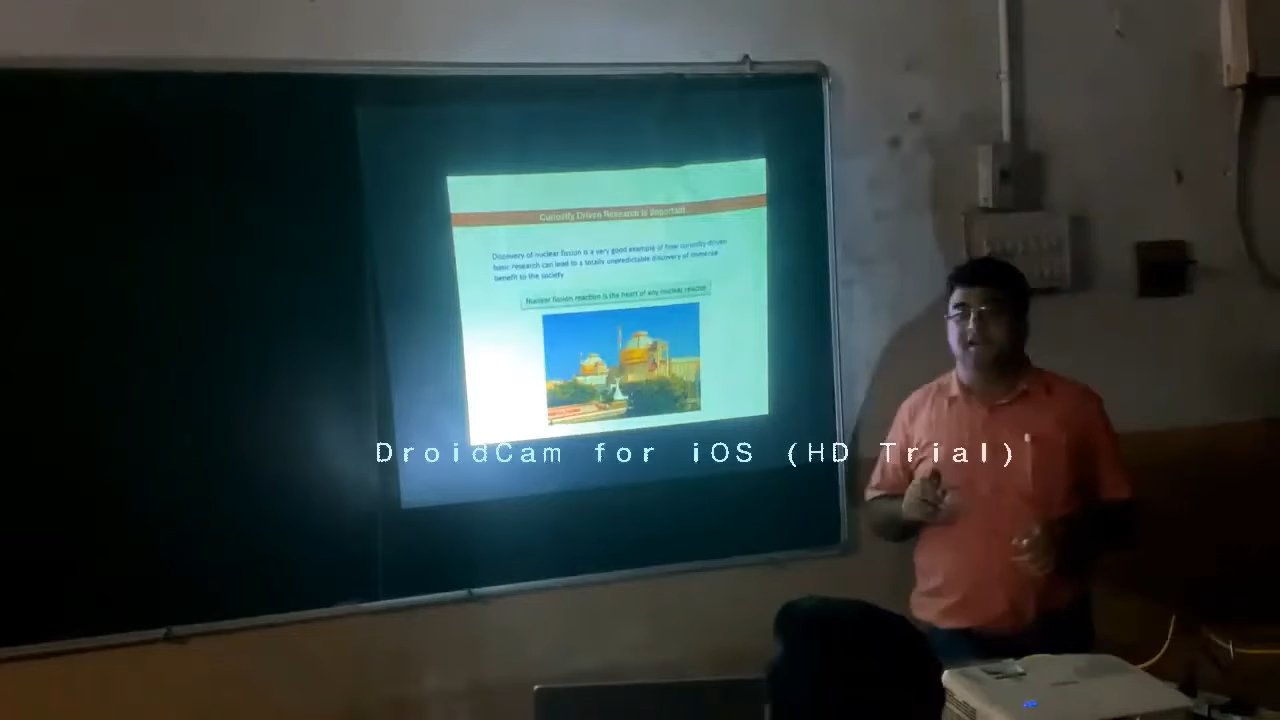 Curiosity Driven Research is Important
Discovery of nuclear fission is a very good example of how curiosity driven
basic research can lead to a totally unpredictable discovery of immense
benefit to the society
Nuclear fission reaction is the heart of any nuclear reactor
DroidCam for iOS (HD Trial)